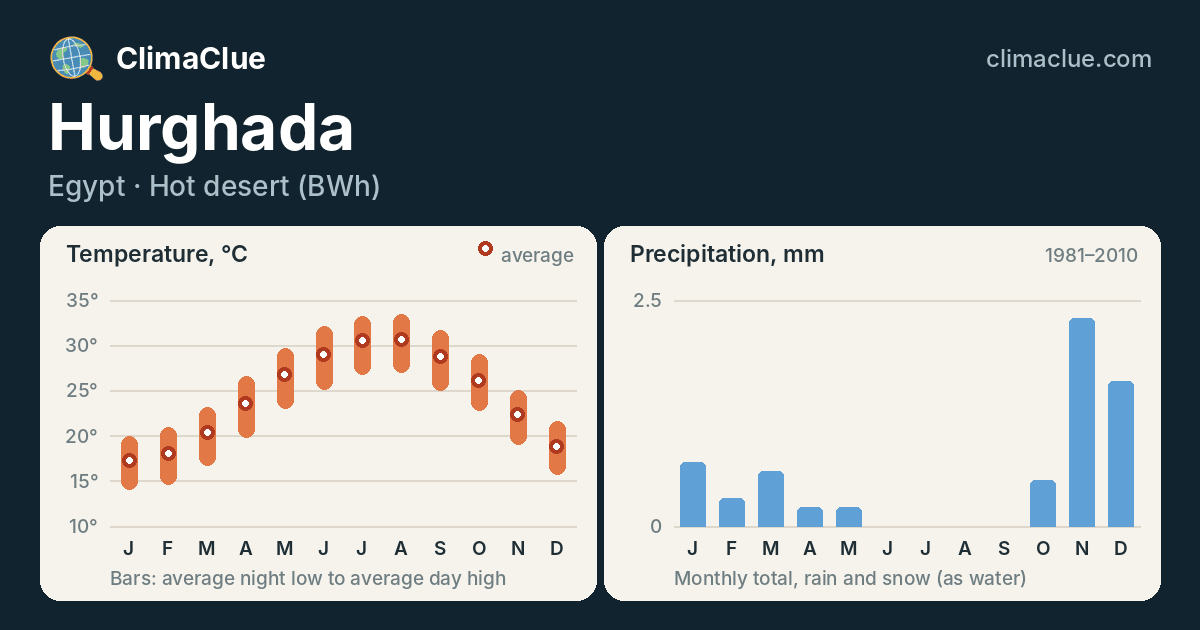 ClimaClue
climaclue.com
Hurghada
Egypt · Hot desert (BWh)
Temperature, °C
average
35°
30°
25°
20°
15°
10°
J F M A M J J A S O N D
Bars: average night low to average day high
Precipitation, mm
1981–2010
2.5
0
J F M A M J J A S O N D
Monthly total, rain and snow (as water)